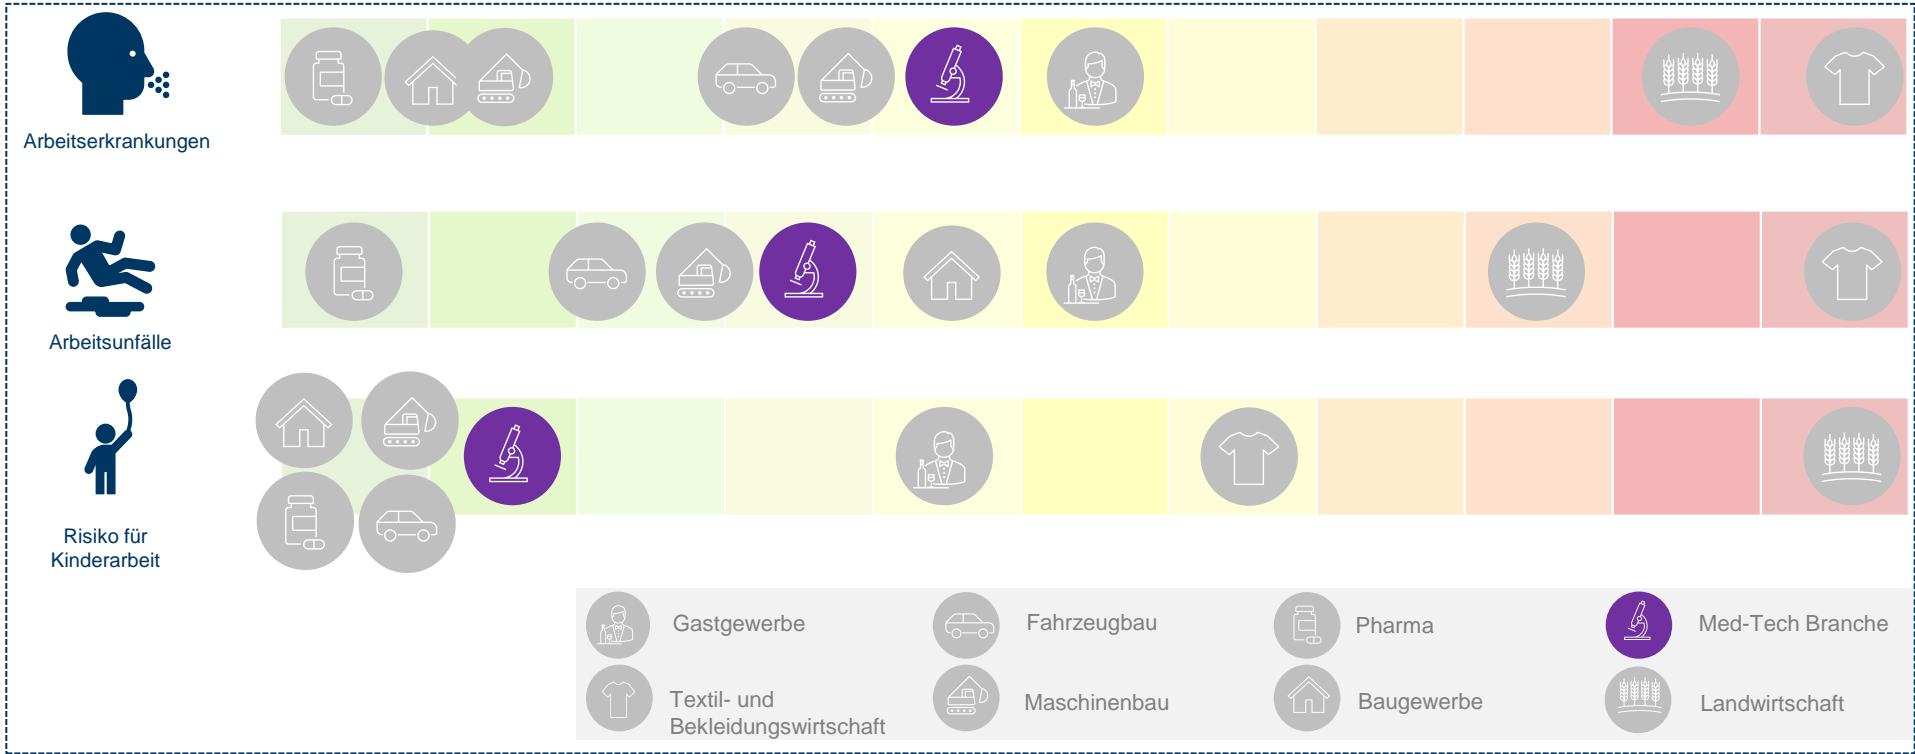 Arbeitserkrankungen
Arbeitsunfälle
Risiko für
Kinderarbeit
Gastgewerbe
Fahrzeugbau
Pharma
Med-Tech Branche
Textil- und
Bekleidungswirtschaft
Maschinenbau
Baugewerbe
Landwirtschaft